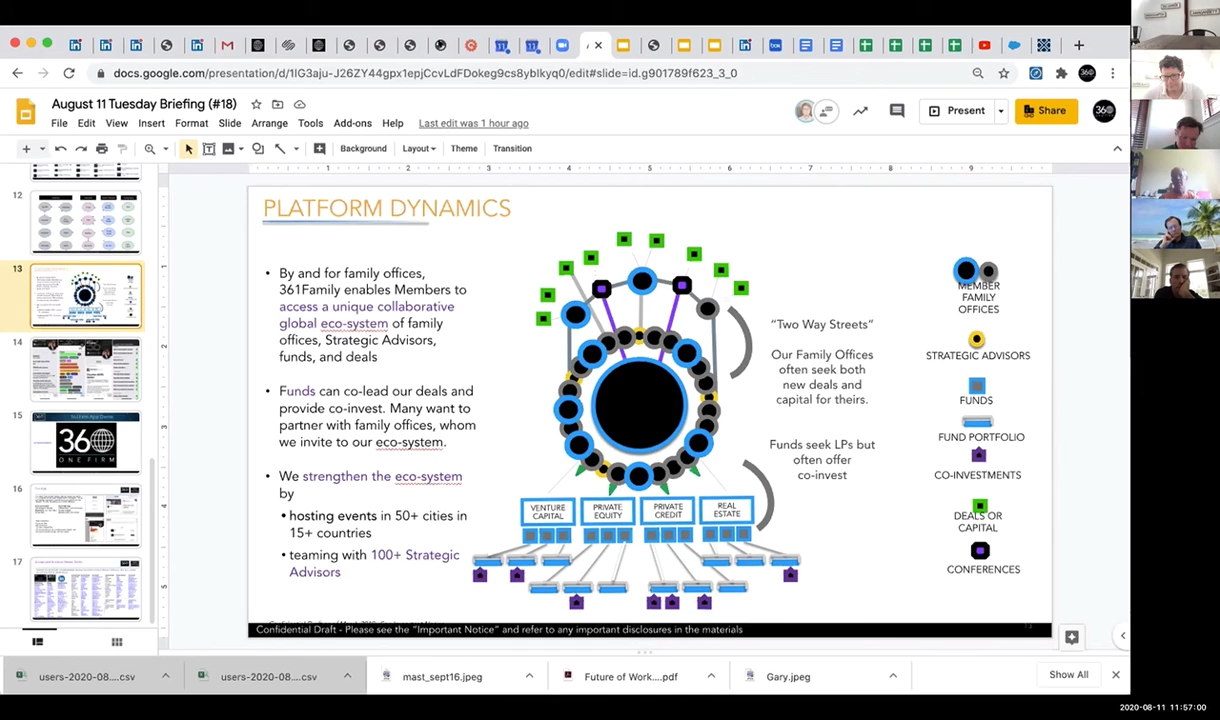 docs.google.com/presentation/d/1lG3aju-J26ZY44gpx1epjCcvLdFDokeg9cs8yblkyq0/edit#slide=id.g901789f623_3_0
August 11 Tuesday Briefing (#18)
File Edit View Insert Format Slide Arrange Tools Add-ons Help Last edit was 1 hour ago
Present
Share
Background Layout Theme Transition
12
13
14
15
360
ONE FIRM
16
17
PLATFORM DYNAMICS
• By and for family offices,
361Family enables Members to
access a unique collaborative
global eco-system of family
offices, Strategic Advisors,
funds, and deals
• Funds can co-lead our deals and
provide co-invest. Many want to
partner with family offices, whom
we invite to our eco-system.
• We strengthen the eco-system
by
• hosting events in 50+ cities in
15+ countries
• teaming with 100+ Strategic
Advisors
VENTURE
CAPITAL
PRIVATE
EQUITY
PRIVATE
CREDIT
REAL
ESTATE
“Two Way Streets”
Our Family Offices
often seek both
new deals and
capital for theirs.
Funds seek LPs but
often offer
co-invest
MEMBER
FAMILY
OFFICES
STRATEGIC ADVISORS
FUNDS
FUND PORTFOLIO
CO-INVESTMENTS
DEALS OR
CAPITAL
CONFERENCES
Confidential Draft - Please see the “Important Notice” and refer to any important disclosures in the materials
13
users-2020-08....csv
users-2020-08....csv
mast_sept16.jpeg
Future of Work....pdf
Gary.jpeg
Show All
2020-08-11 11:57:00